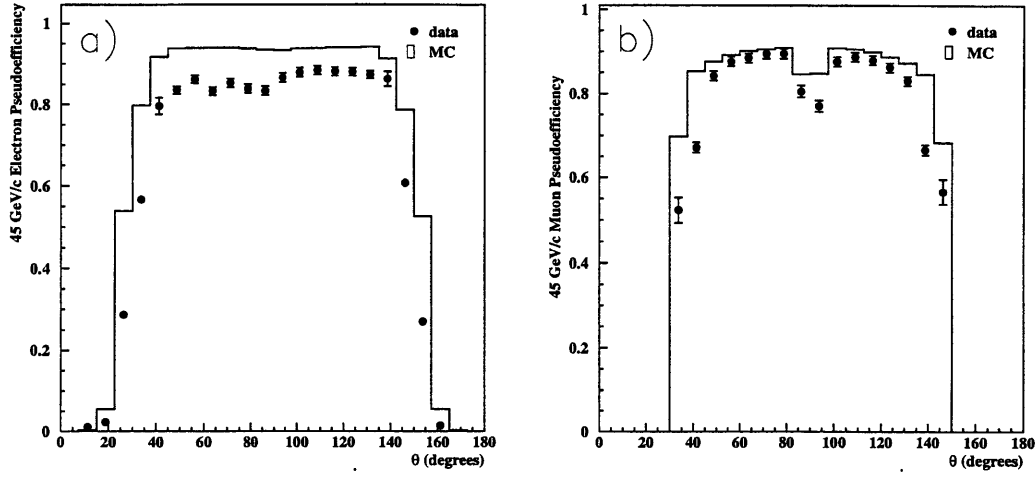 a)
data
MC
45 GeV/c Electron Pseudoefficiency
1
0.8
0.6
0.4
0.2
0
0 20 40 60 80 100 120 140 160 180
θ (degrees)
b)
data
MC
45 GeV/c Muon Pseudoefficiency
1
0.8
0.6
0.4
0.2
0
0 20 40 60 80 100 120 140 160 180
θ (degrees)